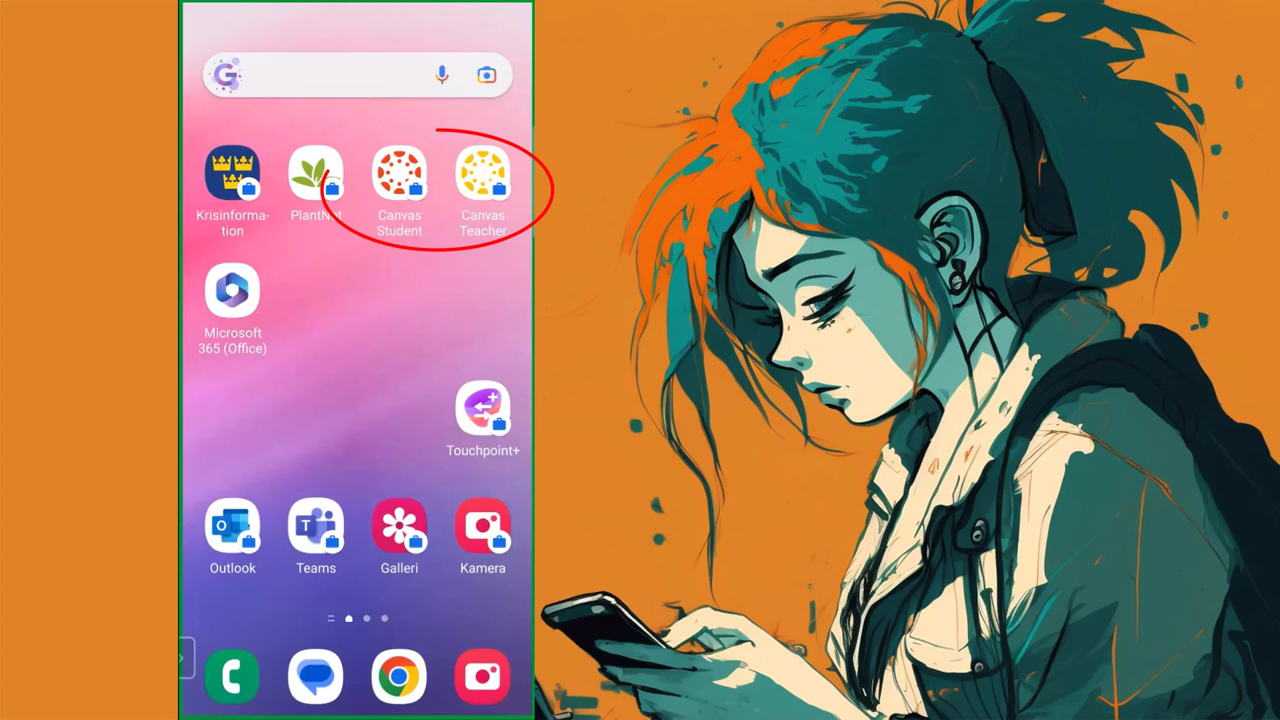 G
Krisinforma-
tion
PlantNet
Canvas
Student
Canvas
Teacher
Microsoft
365 (Office)
Touchpoint+
O
T
Outlook
Teams
Galleri
Kamera